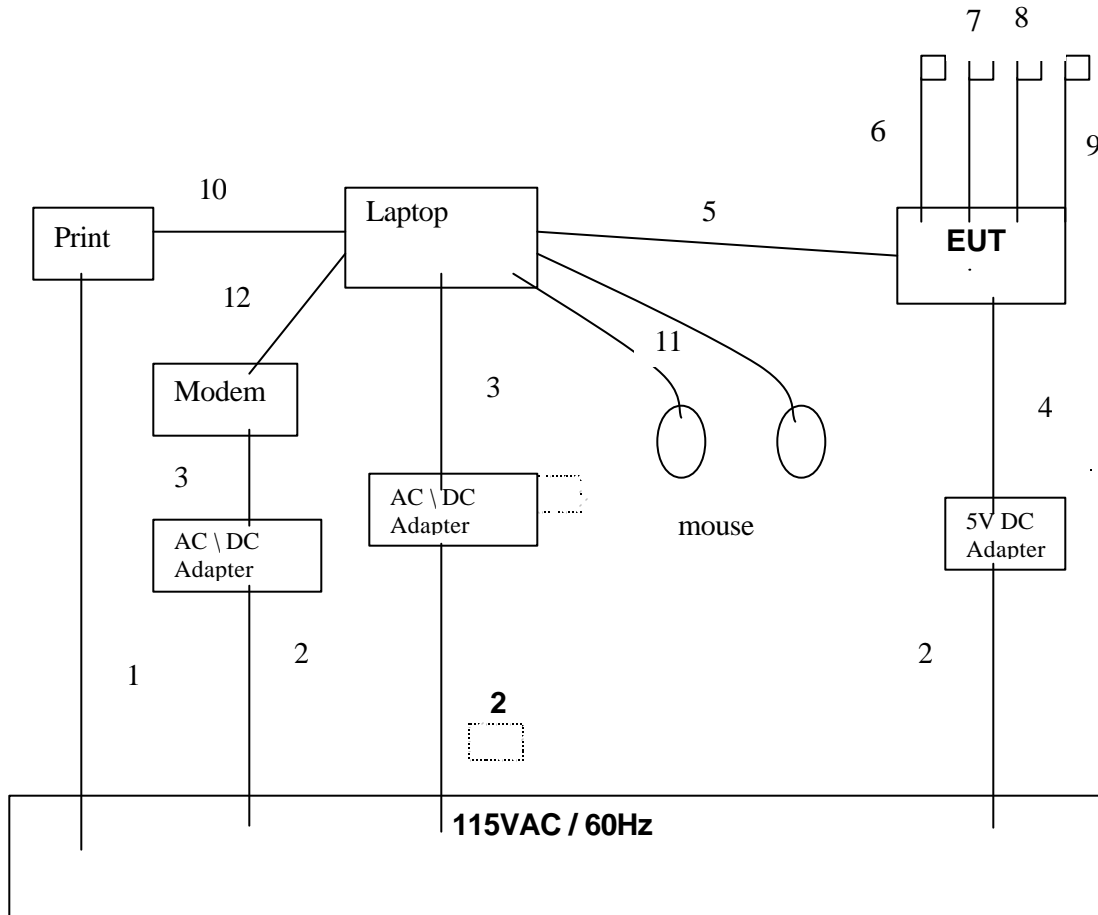 7 8
6
9
10
Laptop
5
Print
EUT
12
11
Modem
3
4
3
AC \ DC
Adapter
mouse
5V DC
Adapter
AC \ DC
Adapter
2
2
1
2
115VAC / 60Hz